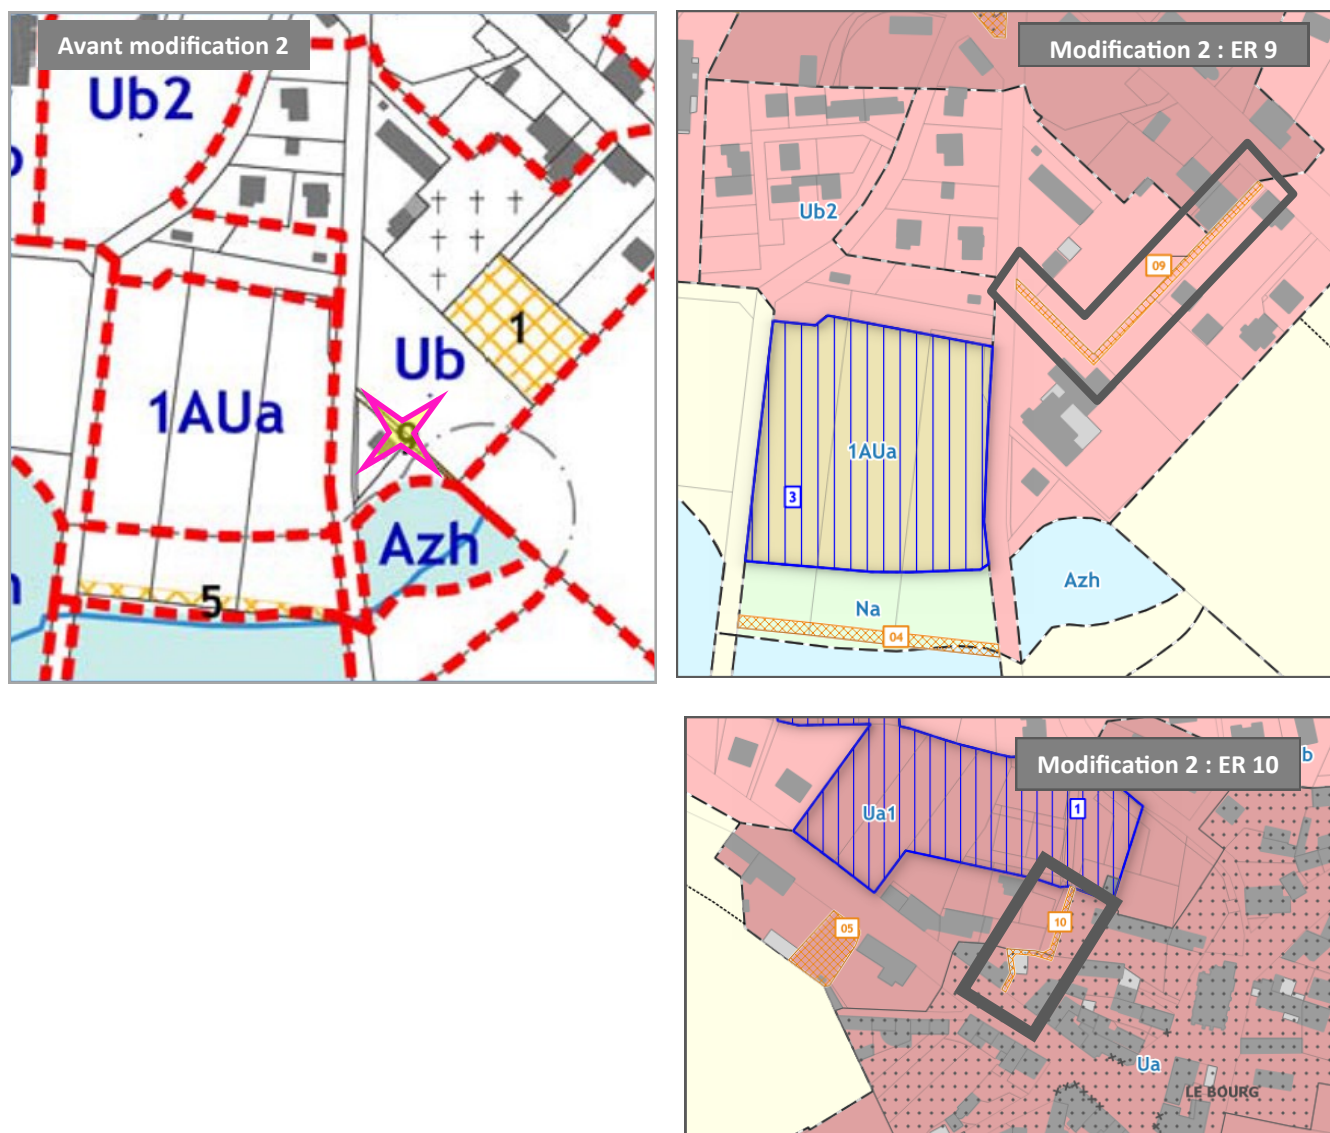 Avant modification 2
Ub2
1
Ub
1AUa
9
Azh
5
Modification 2 : ER 9
Ub2
09
1AUa
3
Azh
Na
04
Modification 2 : ER 10
b
1
Ua1
10
05
Ua
LE BOURG